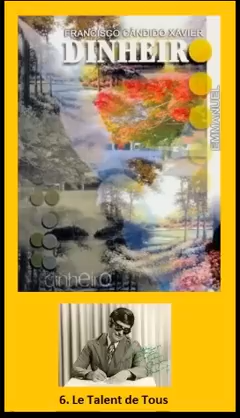 FRANCISCO CÂNDIDO XAVIER
DINHEIRO
EMMANUEL
dinheiro
6. Le Talent de Tous